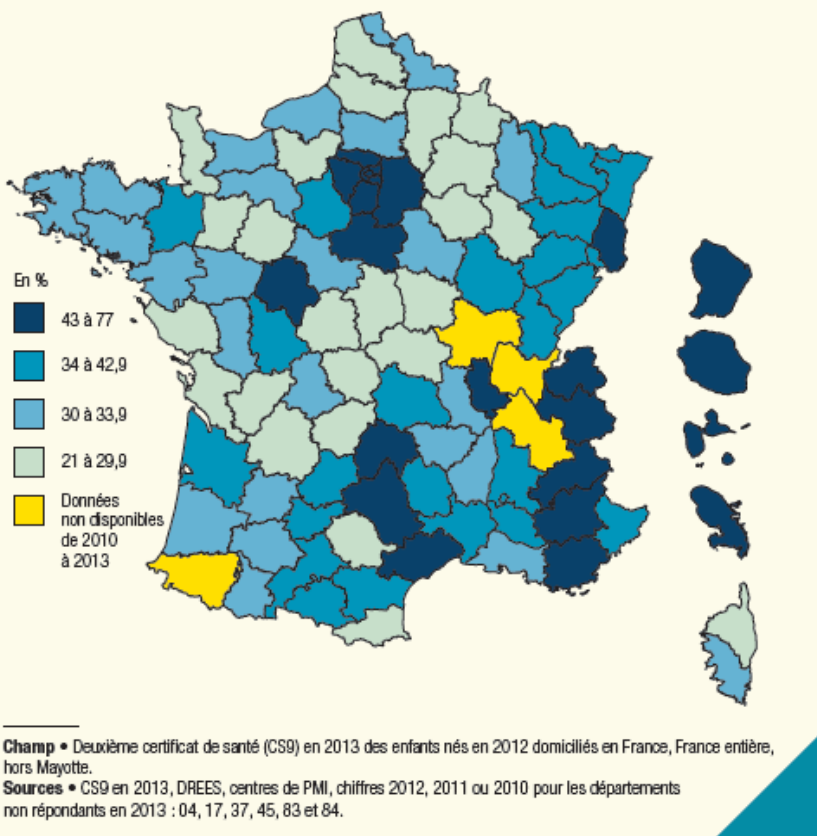 En %
43 à 77
34 à 42,9
30 à 33,9
21 à 29,9
Données
non disponibles
de 2010
à 2013
Champ • Deuxième certificat de santé (CS9) en 2013 des enfants nés en 2012 domiciliés en France, France entière,
hors Mayotte.
Sources • CS9 en 2013, DREES, centres de PMI, chiffres 2012, 2011 ou 2010 pour les départements
non répondants en 2013 : 04, 17, 37, 45, 83 et 84.